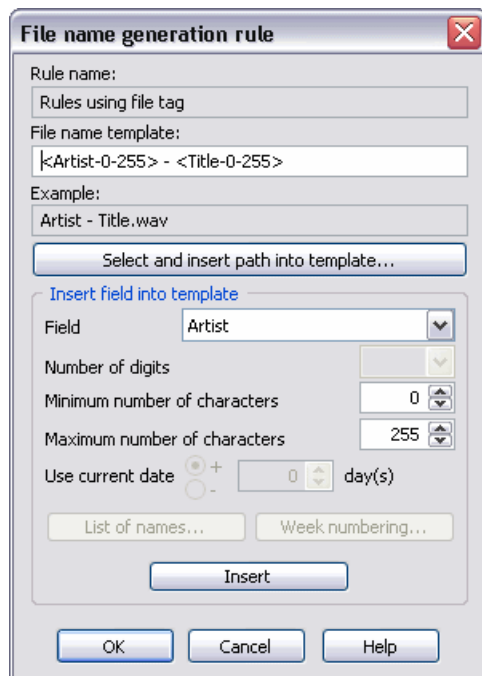 File name generation rule
Rule name:
Rules using file tag
File name template:
<Artist-0-255> - <Title-0-255>
Example:
Artist - Title.wav
Select and insert path into template...
Insert field into template
Field Artist
Number of digits
Minimum number of characters 0
Maximum number of characters 255
Use current date + 0 day(s)
-
List of names... Week numbering...
Insert
OK Cancel Help